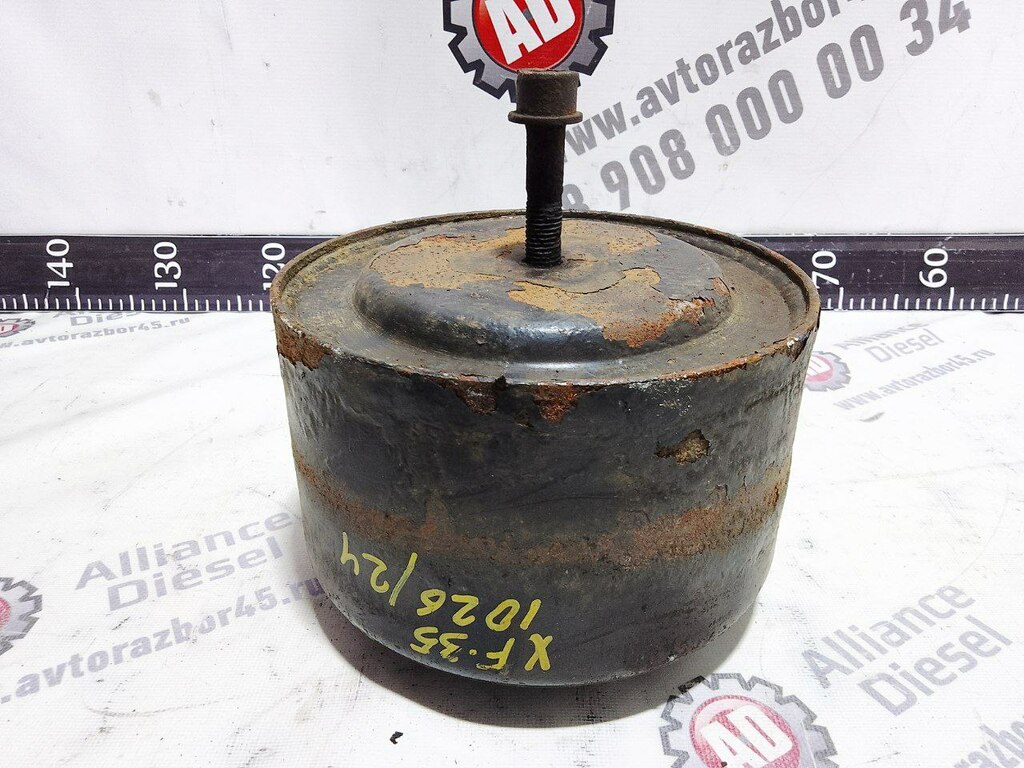 AD
www.avtorazbor
8 908 000 00 34
140 130 120 70 60
Alliance
Diesel
www.avtorazbor45.ru
XF.35
1026/24
Alliance
Diesel
www.avtorazbor45.ru
Alliance
Diesel
AD